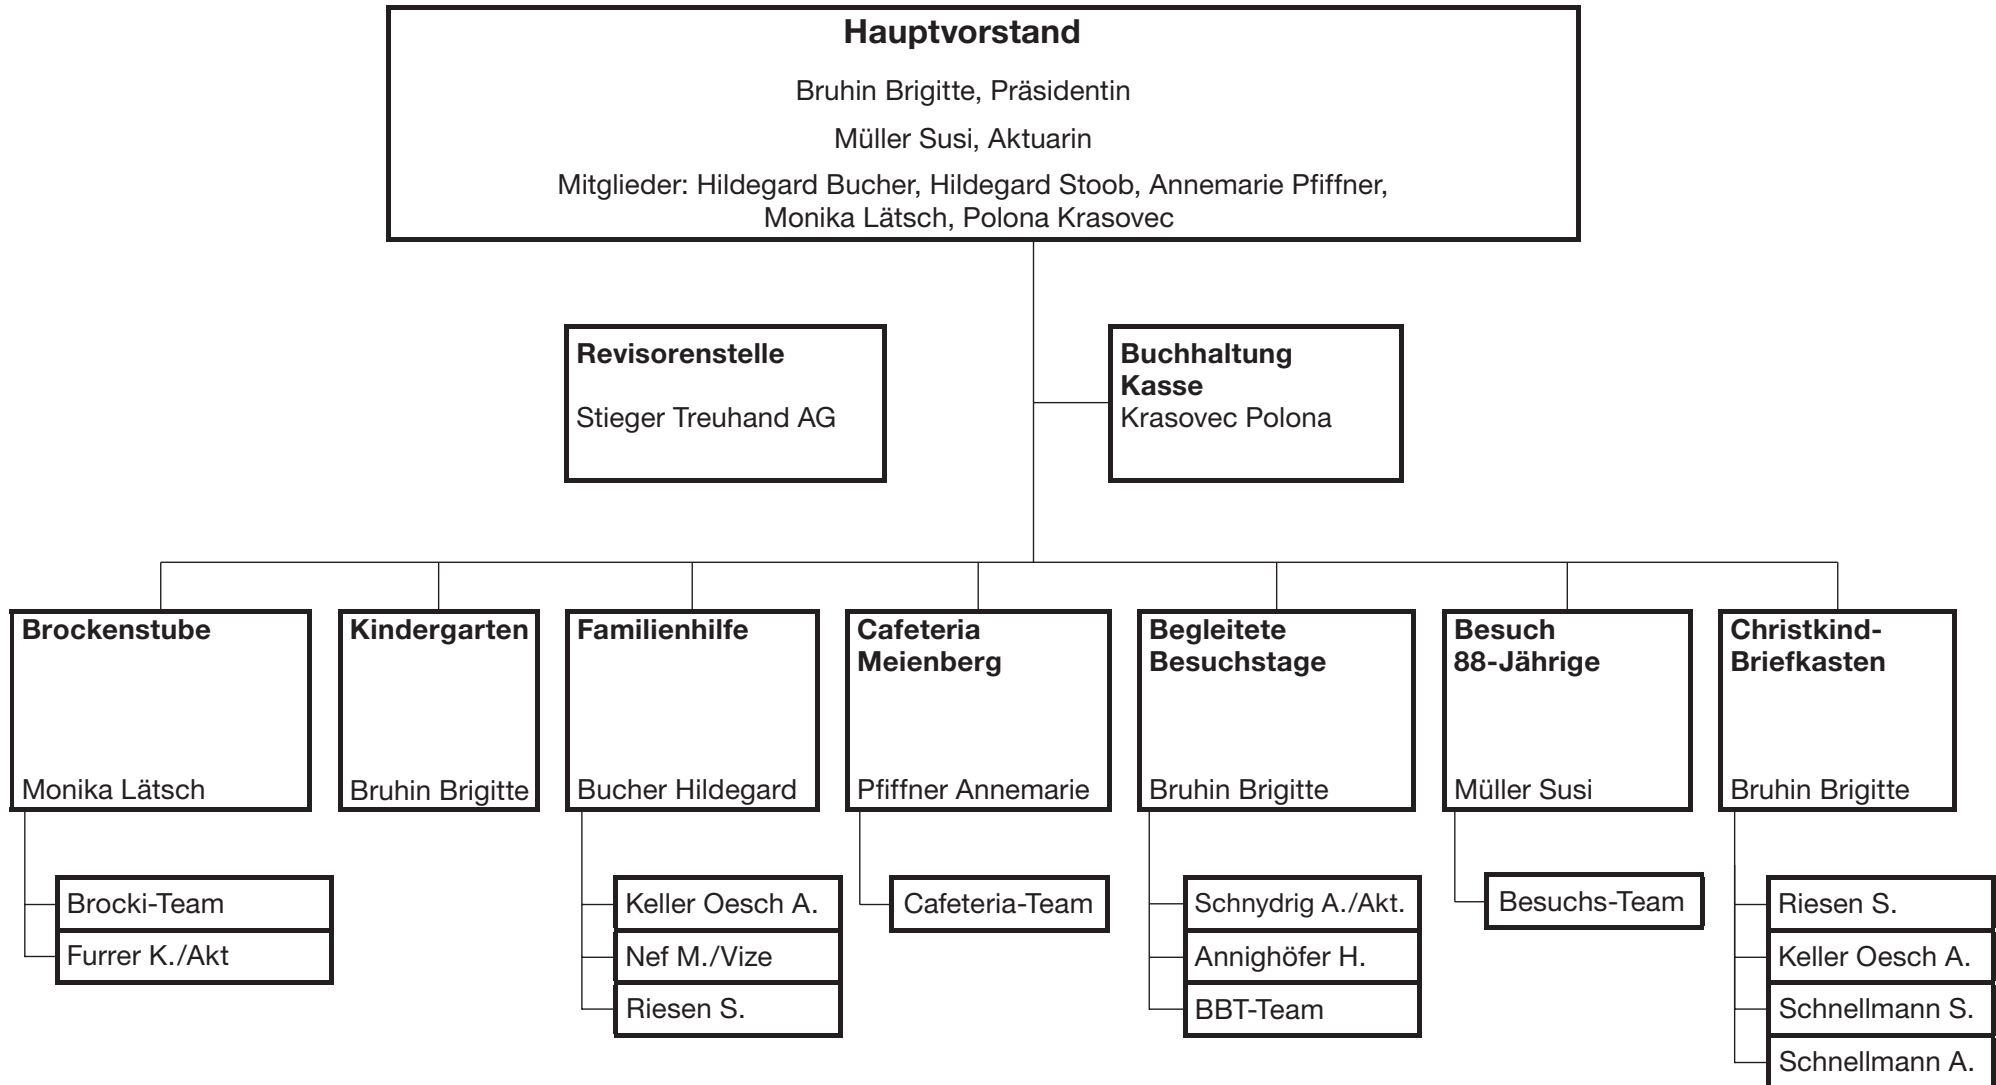 Hauptvorstand
Bruhin Brigitte, Präsidentin
Müller Susi, Aktuarin
Mitglieder: Hildegard Bucher, Hildegard Stoob, Annemarie Pfiffner,
Monika Lätsch, Polona Krasovec
Revisorenstelle
Stieger Treuhand AG
Buchhaltung
Kasse
Krasovec Polona
Brockenstube
Monika Lätsch
Brocki-Team
Furrer K./Akt
Kindergarten
Bruhin Brigitte
Familienhilfe
Bucher Hildegard
Keller Oesch A.
Nef M./Vize
Riesen S.
Cafeteria
Meienberg
Pfiffner Annemarie
Cafeteria-Team
Begleitete
Besuchstage
Bruhin Brigitte
Schnydrig A./Akt.
Annighöfer H.
BBT-Team
Besuch
88-Jährige
Müller Susi
Besuchs-Team
Christkind-
Briefkasten
Bruhin Brigitte
Riesen S.
Keller Oesch A.
Schnellmann S.
Schnellmann A.